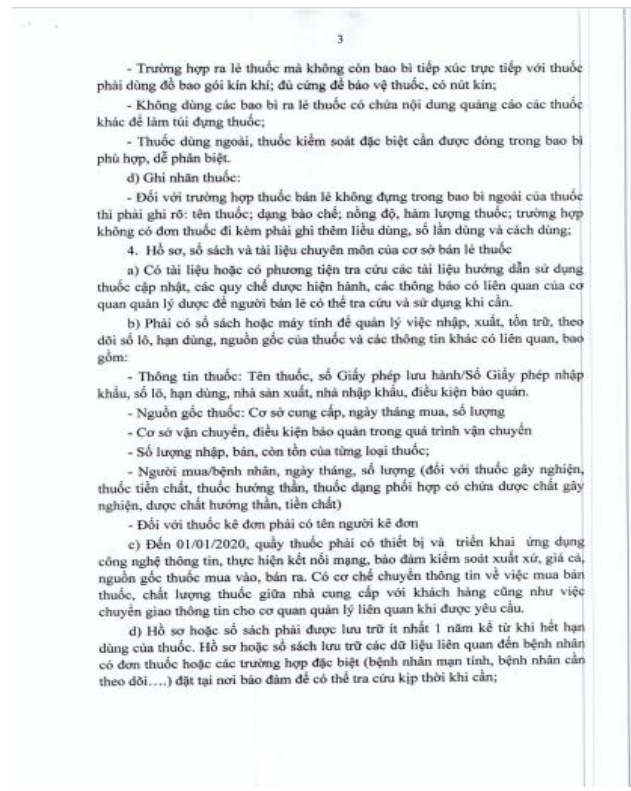 3
- Trường hợp ra lẻ thuốc mà không còn bao bì tiếp xúc trực tiếp với thuốc
phải dùng đồ bao gói kín khí; đủ cứng để bảo vệ thuốc, có nút kín;
- Không dùng các bao bì ra lẻ thuốc có chứa nội dung quảng cáo các thuốc
khác để làm túi đựng thuốc;
- Thuốc dùng ngoài, thuốc kiểm soát đặc biệt cần được đóng trong bao bì
phù hợp, dễ phân biệt.
d) Ghi nhãn thuốc:
- Đối với trường hợp thuốc bán lẻ không đựng trong bao bì ngoài của thuốc
thì phải ghi rõ: tên thuốc; dạng bào chế; nồng độ, hàm lượng thuốc; trường hợp
không có đơn thuốc đi kèm phải ghi thêm liều dùng, số lần dùng và cách dùng;
4. Hồ sơ, sổ sách và tài liệu chuyên môn của cơ sở bán lẻ thuốc
a) Có tài liệu hoặc có phương tiện tra cứu các tài liệu hướng dẫn sử dụng
thuốc cập nhật, các quy chế dược hiện hành, các thông báo có liên quan của cơ
quan quản lý dược để người bán lẻ có thể tra cứu và sử dụng khi cần.
b) Phải có sổ sách hoặc máy tính để quản lý việc nhập, xuất, tồn trữ, theo
dõi số lô, hạn dùng, nguồn gốc của thuốc và các thông tin khác có liên quan, bao
gồm:
- Thông tin thuốc: Tên thuốc, số Giấy phép lưu hành/Số Giấy phép nhập
khẩu, số lô, hạn dùng, nhà sản xuất, nhà nhập khẩu, điều kiện bảo quản.
- Nguồn gốc thuốc: Cơ sở cung cấp, ngày tháng mua, số lượng
- Cơ sở vận chuyển, điều kiện bảo quản trong quá trình vận chuyển
- Số lượng nhập, bán, còn tồn của từng loại thuốc;
- Người mua/bệnh nhân, ngày tháng, số lượng (đối với thuốc gây nghiện,
thuốc tiền chất, thuốc hướng thần, thuốc dạng phối hợp có chứa dược chất gây
nghiện, dược chất hướng thần, tiền chất)
- Đối với thuốc kê đơn phải có tên người kê đơn
c) Đến 01/01/2020, quầy thuốc phải có thiết bị và triển khai ứng dụng
công nghệ thông tin, thực hiện kết nối mạng, bảo đảm kiểm soát xuất xứ, giá cả,
nguồn gốc thuốc mua vào, bán ra. Có cơ chế chuyển thông tin về việc mua bán
thuốc, chất lượng thuốc giữa nhà cung cấp với khách hàng cũng như việc
chuyển giao thông tin cho cơ quan quản lý liên quan khi được yêu cầu.
d) Hồ sơ hoặc sổ sách phải được lưu trữ ít nhất 1 năm kể từ khi hết hạn
dùng của thuốc. Hồ sơ hoặc sổ sách lưu trữ các dữ liệu liên quan đến bệnh nhân
có đơn thuốc hoặc các trường hợp đặc biệt (bệnh nhân mạn tính, bệnh nhân cần
theo dõi....) đặt tại nơi bảo đảm để có thể tra cứu kịp thời khi cần;